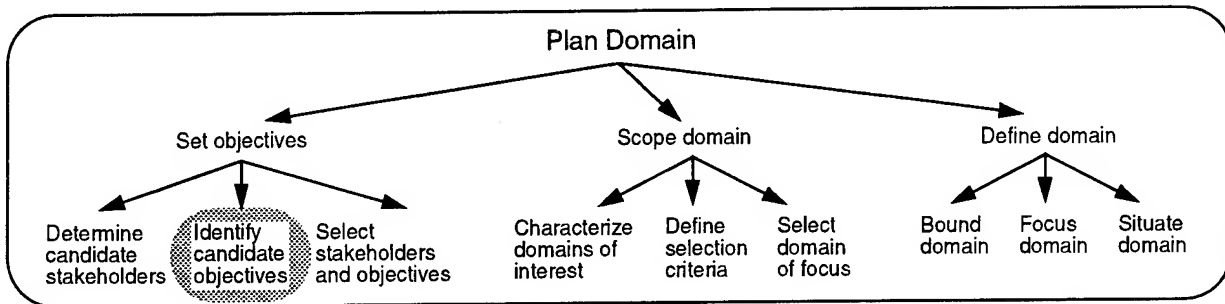 Plan Domain
Set objectives
Scope domain
Define domain
Determine
candidate
stakeholders
Identify
candidate
objectives
Select
stakeholders
and objectives
Characterize
domains of
interest
Define
selection
criteria
Select
domain
of focus
Bound
domain
Focus
domain
Situate
domain